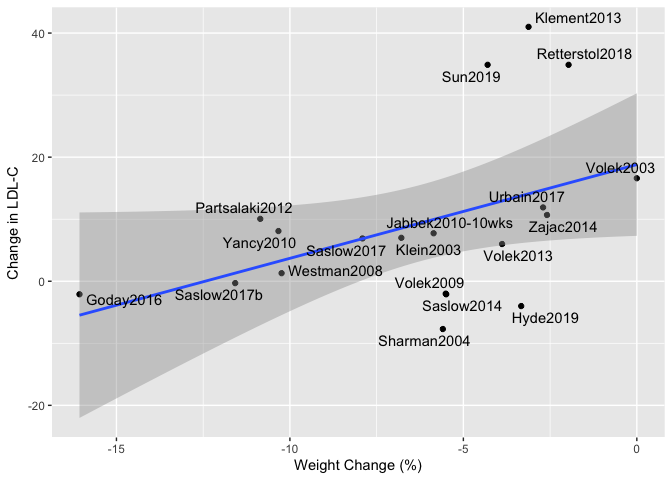 Klement2013
40
Retterstol2018
Sun2019
20
Volek2003
Partsalaki2012
Urbain2017
Jabbek2010-10wks
Zajac2014
Yancy2010
Saslow2017
Klein2003
Volek2013
Westman2008
0
Volek2009
Saslow2017b
Goday2016
Saslow2014
Hyde2019
Sharman2004
-20
Change in LDL-C
-15
-10
-5
0
Weight Change (%)